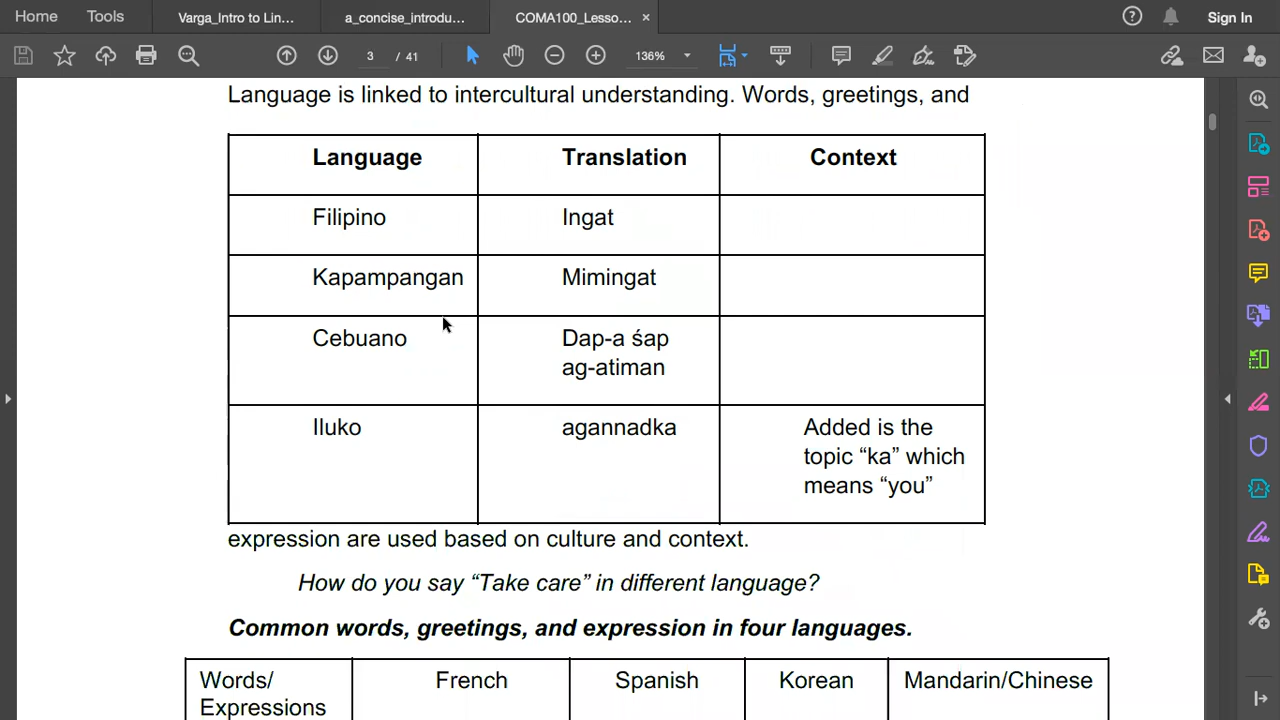 Home Tools Varga_Intro to Lin... a_concise_introdu... COMA100_Lesso... × Sign In
3 / 41 136%
Language is linked to intercultural understanding. Words, greetings, and
Language Translation Context
Filipino Ingat
Kapampangan Mimingat
Cebuano Dap-a śap
ag-atiman
Iluko agannadka Added is the
topic “ka” which
means “you”
expression are used based on culture and context.
How do you say “Take care” in different language?
Common words, greetings, and expression in four languages.
Words/ French Spanish Korean Mandarin/Chinese
Expressions